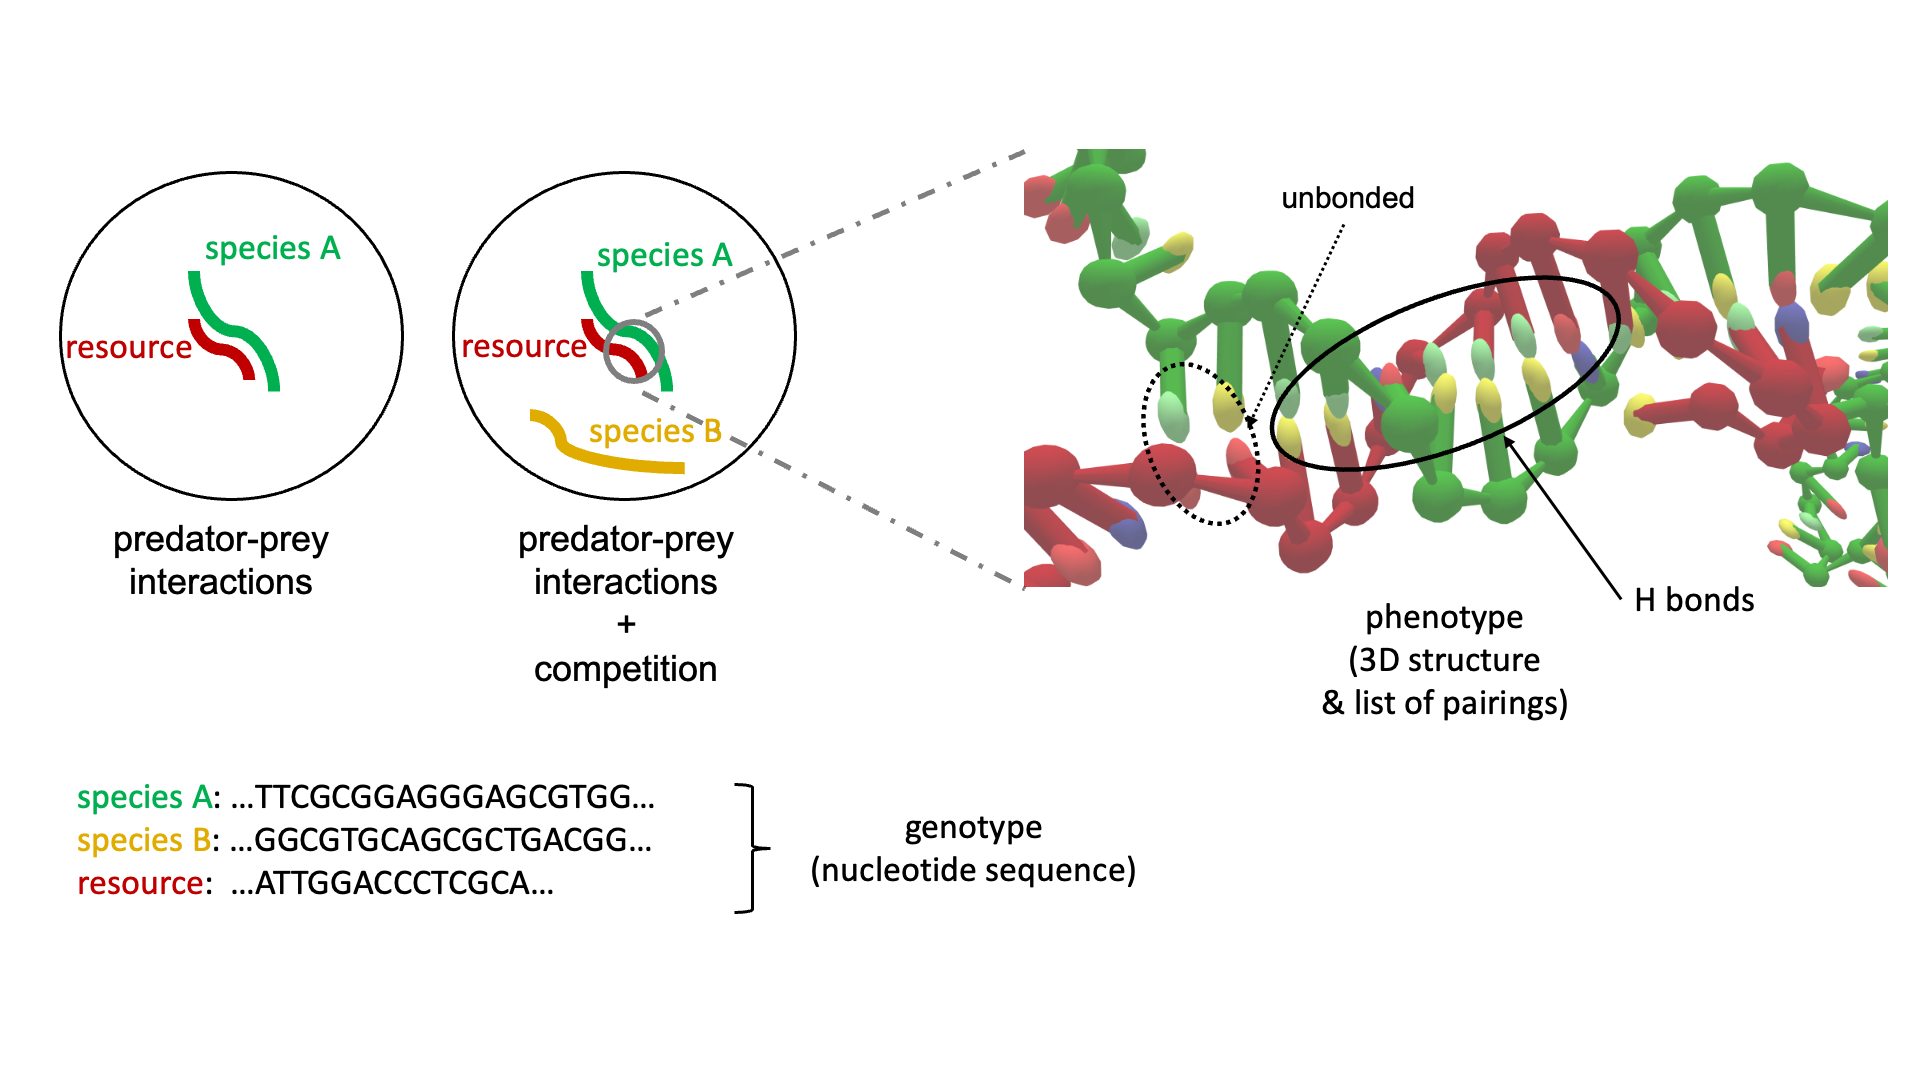 species A
resource
predator-prey
interactions
species A
resource
species B
predator-prey
interactions
+
competition
unbonded
H bonds
phenotype
(3D structure
& list of pairings)
species A: ...TTCGCGGAGGGAGCGTGG...
species B: ...GGCGTGCAGCGCTGACGG...
resource: ...ATTGGACCCTCGCA...
genotype
(nucleotide sequence)